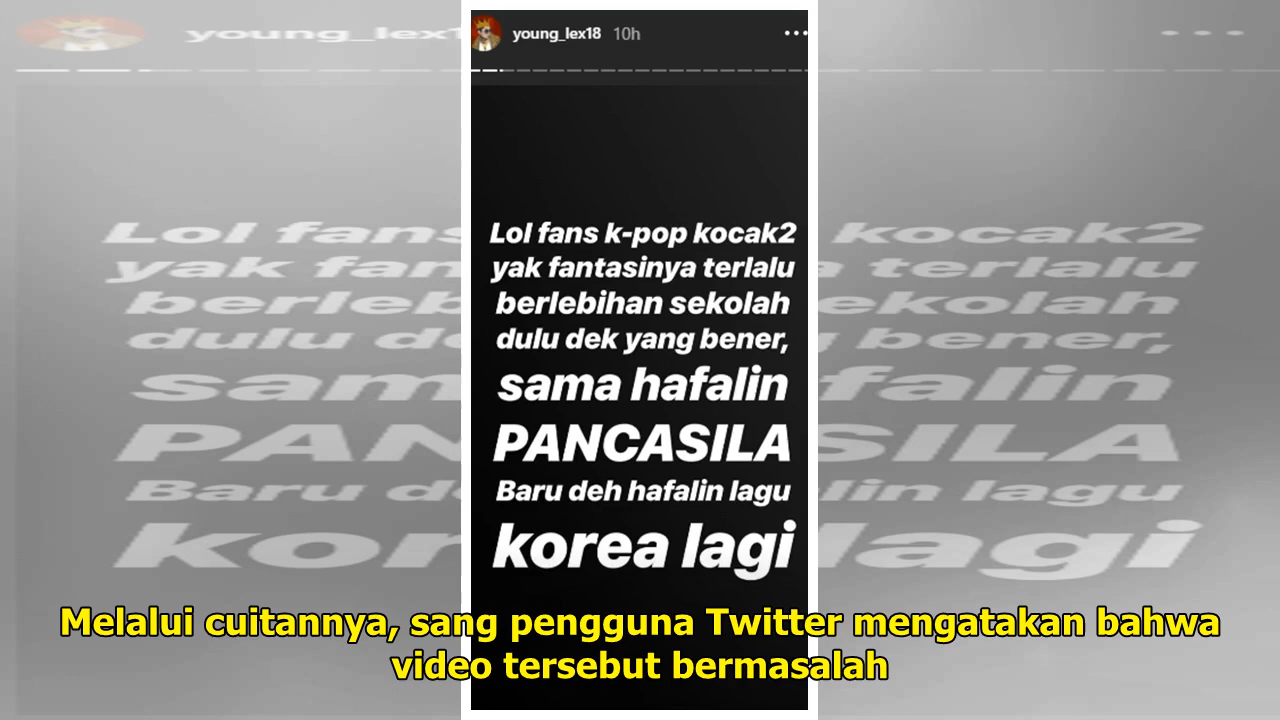 young_lex18 10h
Lol fans k-pop kocak2
yak fantasinya terlalu
berlebihan sekolah
dulu dek yang bener,
sama hafalin
PANCASILA
Baru deh hafalin lagu
korea lagi
Melalui cuitannya, sang pengguna Twitter mengatakan bahwa
video tersebut bermasalah